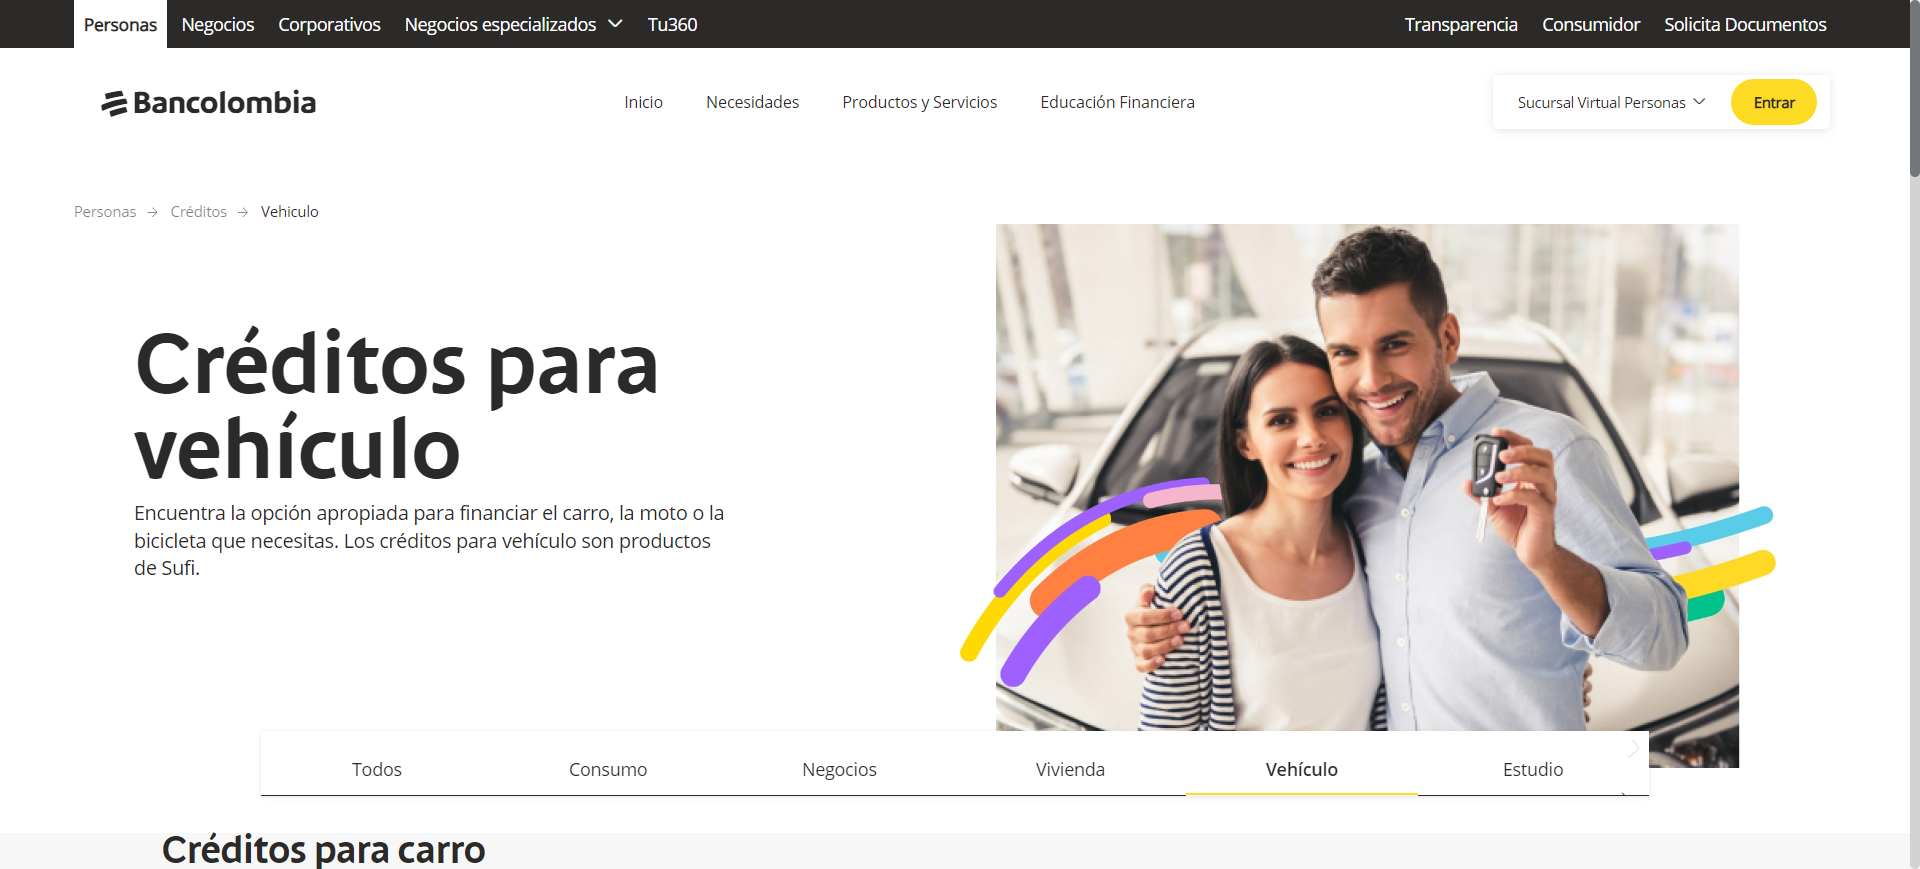 Personas Negocios Corporativos Negocios especializados Tu360 Transparencia Consumidor Solicita Documentos
Bancolombia Inicio Necesidades Productos y Servicios Educación Financiera Sucursal Virtual Personas Entrar
Personas → Créditos → Vehiculo
Créditos para
vehículo
Encuentra la opción apropiada para financiar el carro, la moto o la
bicicleta que necesitas. Los créditos para vehículo son productos
de Sufi.
Todos Consumo Negocios Vivienda Vehículo Estudio
Créditos para carro